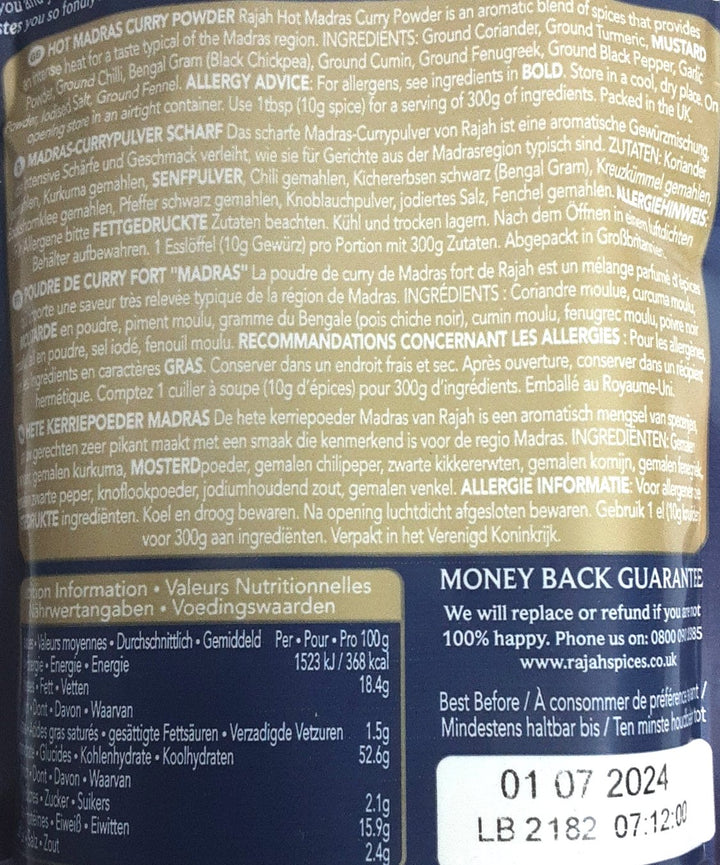 you so fondly
HOT MADRAS CURRY POWDER Rajah Hot Madras Curry Powder is an aromatic blend of spices that provides
an intense heat for a taste typical of the Madras region. INGREDIENTS: Ground Coriander, Ground Turmeric, MUSTARD
Powder, Ground Chilli, Bengal Gram (Black Chickpea), Ground Cumin, Ground Fenugreek, Ground Black Pepper, Garlic
Powder, Iodised Salt, Ground Fennel. ALLERGY ADVICE: For allergens, see ingredients in BOLD. Store in a cool, dry place. On
opening store in an airtight container. Use 1tbsp (10g spice) for a serving of 300g of ingredients. Packed in the UK.
MADRAS-CURRYPULVER SCHARF Das scharfe Madras-Currypulver von Rajah ist eine aromatische Gewürzmischung,
intensive Schärfe und Geschmack verleiht, wie sie für Gerichte aus der Madrasregion typisch sind. ZUTATEN: Koriander
Kurkuma gemahlen, SENFPULVER, Chili gemahlen, Kichererbsen schwarz (Bengal Gram), Kreuzkümmel gemahlen,
gemahlen, Pfeffer schwarz gemahlen, Knoblauchpulver, jodiertes Salz, Fenchel gemahlen. ALLERGIEHINWEIS:
Allergene bitte FETTGEDRUCKTE Zutaten beachten. Kühl und trocken lagern. Nach dem Öffnen in einem luftdichten
Behälter aufbewahren. 1 Esslöffel (10g Gewürz) pro Portion mit 300g Zutaten. Abgepackt in Großbritannien.
POUDRE DE CURRY FORT "MADRAS" La poudre de curry de Madras fort de Rajah est un mélange parfumé d'épices
apporte une saveur très relevée typique de la région de Madras. INGRÉDIENTS : Coriandre moulue, curcuma moulu,
MOUTARDE en poudre, piment moulu, gramme du Bengale (pois chiche noir), cumin moulu, fenugrec moulu, poivre noir
ail en poudre, sel iodé, fenouil moulu. RECOMMANDATIONS CONCERNANT LES ALLERGIES : Pour les allergènes,
ingrédients en caractères GRAS. Conserver dans un endroit frais et sec. Après ouverture, conserver dans un récipient
hermétique. Comptez 1 cuiller à soupe (10g d'épices) pour 300g d'ingrédients. Emballé au Royaume-Uni.
HETE KERRIEPOEDER MADRAS De hete kerriepoeder Madras van Rajah is een aromatisch mengsel van specerijen,
gerechten zeer pikant maakt met een smaak die kenmerkend is voor de regio Madras. INGREDIËNTEN: Gemalen
gemalen kurkuma, MOSTERDpoeder, gemalen chilipeper, zwarte kikkererwten, gemalen komijn, gemalen fenegriek,
zwarte peper, knoflookpoeder, jodiumhoudend zout, gemalen venkel. ALLERGIE INFORMATIE: Voor allergenen zie
ingrediënten. Koel en droog bewaren. Na opening luchtdicht afgesloten bewaren. Gebruik 1 el (10g kruiden)
voor 300g aan ingrediënten. Verpakt in het Verenigd Koninkrijk.
Information • Valeurs Nutritionnelles
Nährwertangaben • Voedingswaarden
Valeurs moyennes • Durchschnittlich • Gemiddeld Per • Pour • Pro 100g
Energie • Energie 1523 kJ / 368 kcal
Fett • Vetten 18.4g
Dont • Davon • Waarvan
Acides gras saturés • gesättigte Fettsäuren • Verzadigde Vetzuren 1.5g
Glucides • Kohlenhydrate • Koolhydraten 52.6g
Dont • Davon • Waarvan
Zucker • Suikers 2.1g
Eiweiß • Eiwitten 15.9g
Salz • Zout 2.4g
MONEY BACK GUARANTEE
We will replace or refund if you are not
100% happy. Phone us on: 0800
www.rajahspices.co.uk
Best Before / À consommer de préférence avant /
Mindestens haltbar bis / Ten minste houdbaar tot
01 07 2024
LB 2182 07:12:00